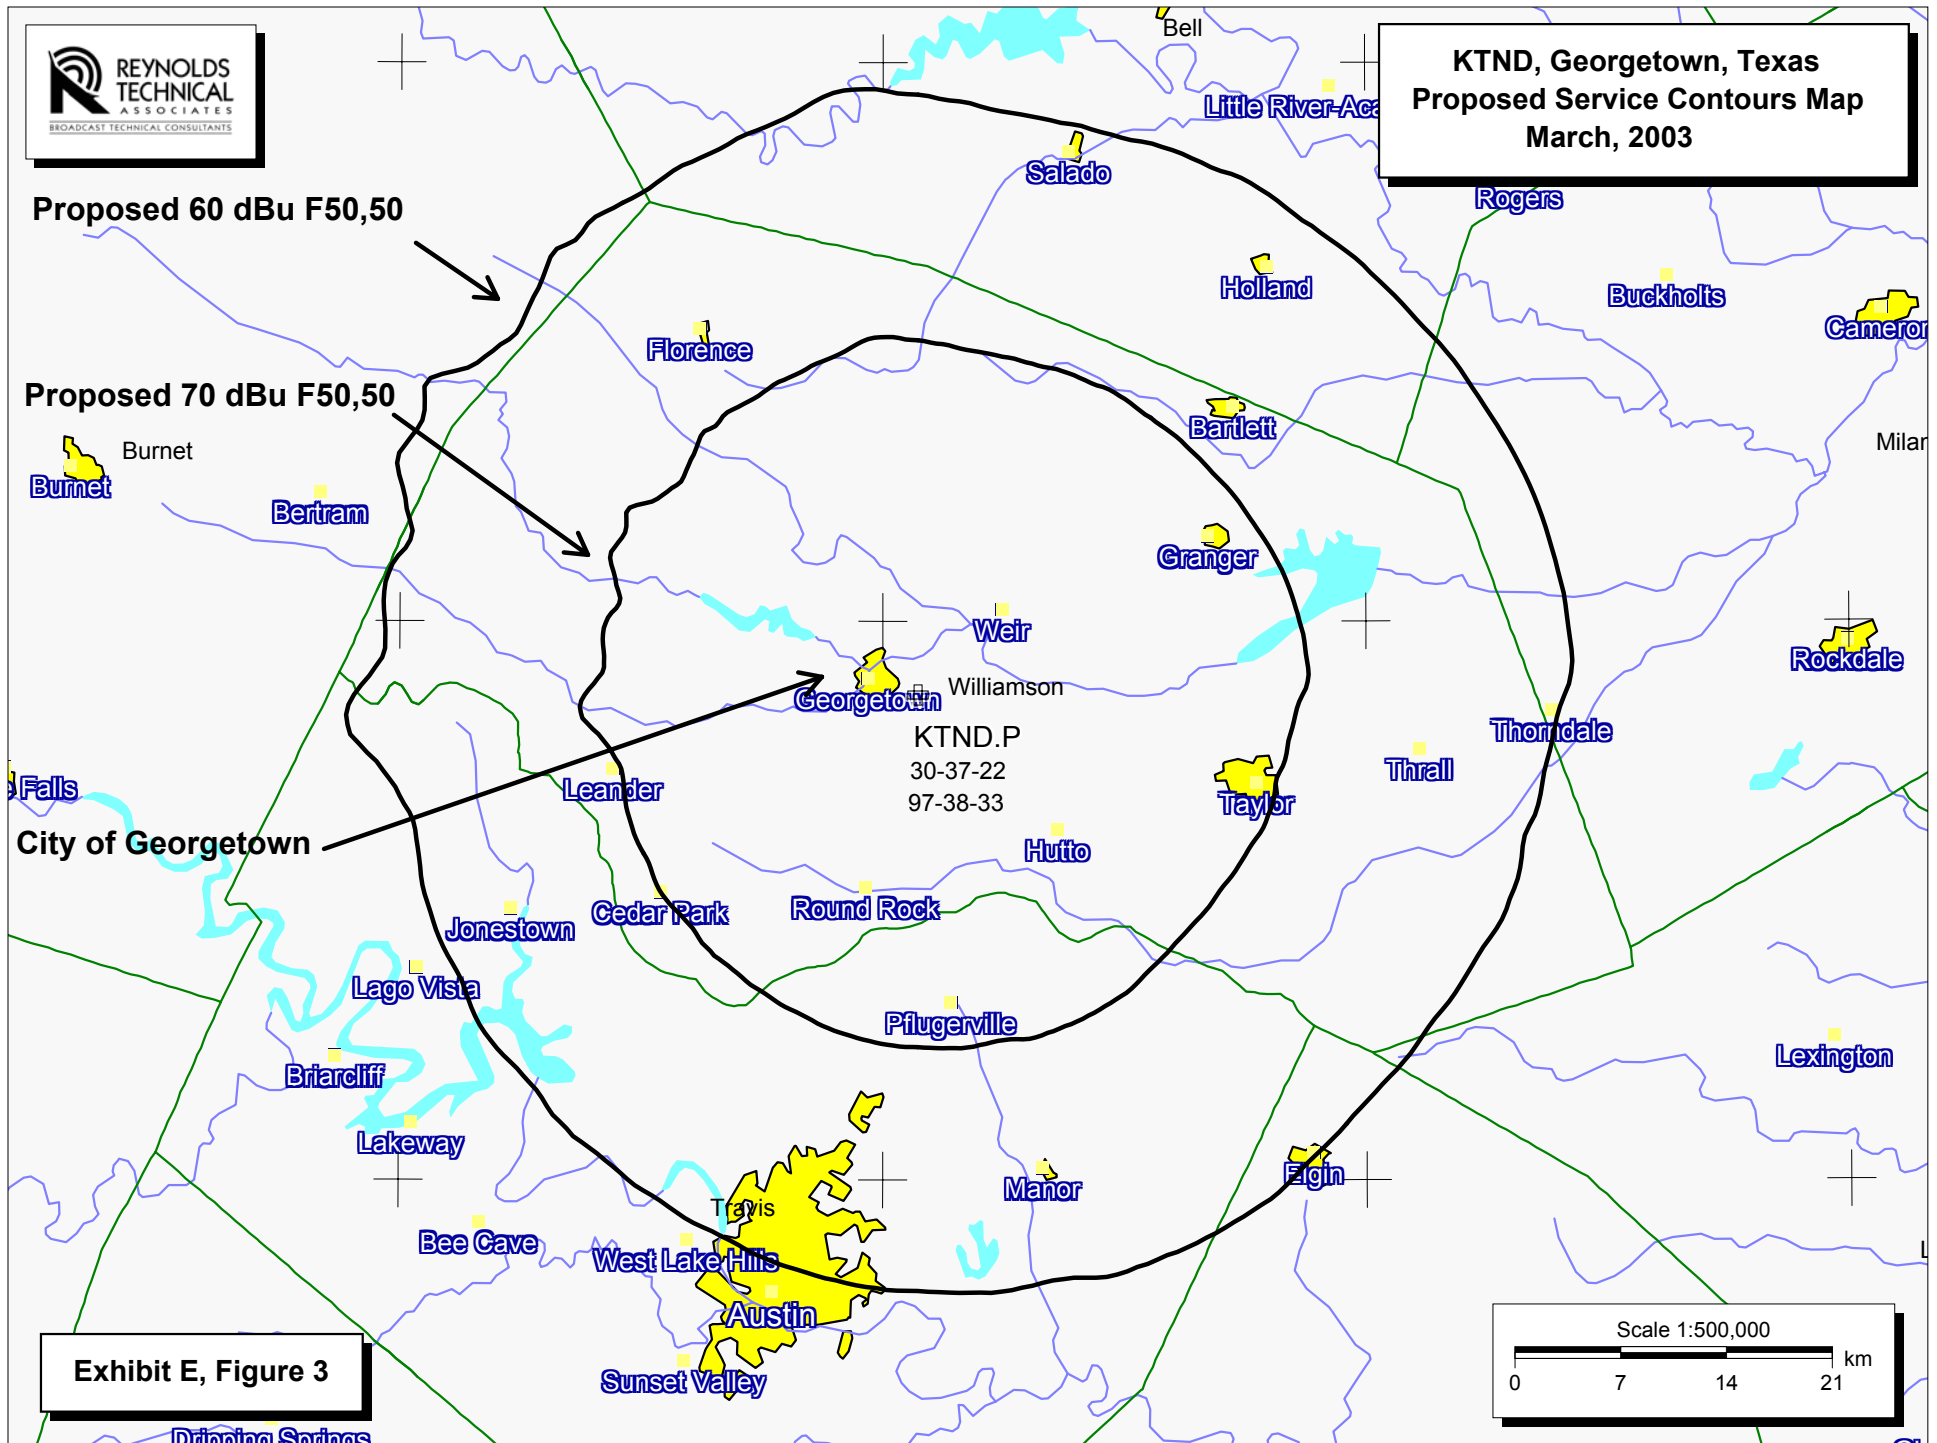 REYNOLDS
TECHNICAL
ASSOCIATES
BROADCAST TECHNICAL CONSULTANTS
KTND, Georgetown, Texas
Proposed Service Contours Map
March, 2003
Bell
Little River-Aca
Salado
Rogers
Proposed 60 dBu F50,50
Holland
Buckholts
Cameron
Florence
Proposed 70 dBu F50,50
Bartlett
Burnet
Milar
Burnet
Bertram
Granger
Weir
Rockdale
Georgetown
Williamson
KTND.P
30-37-22
97-38-33
Thorndale
Thrall
e Falls
Leander
Taylor
City of Georgetown
Hutto
Cedar Park
Round Rock
Jonestown
Lago Vista
Pflugerville
Briarcliff
Lexington
Lakeway
Elgin
Manor
Travis
Bee Cave
West Lake Hills
L
Austin
Sunset Valley
Exhibit E, Figure 3
Scale 1:500,000
km
0 7 14 21
Dripping Springs